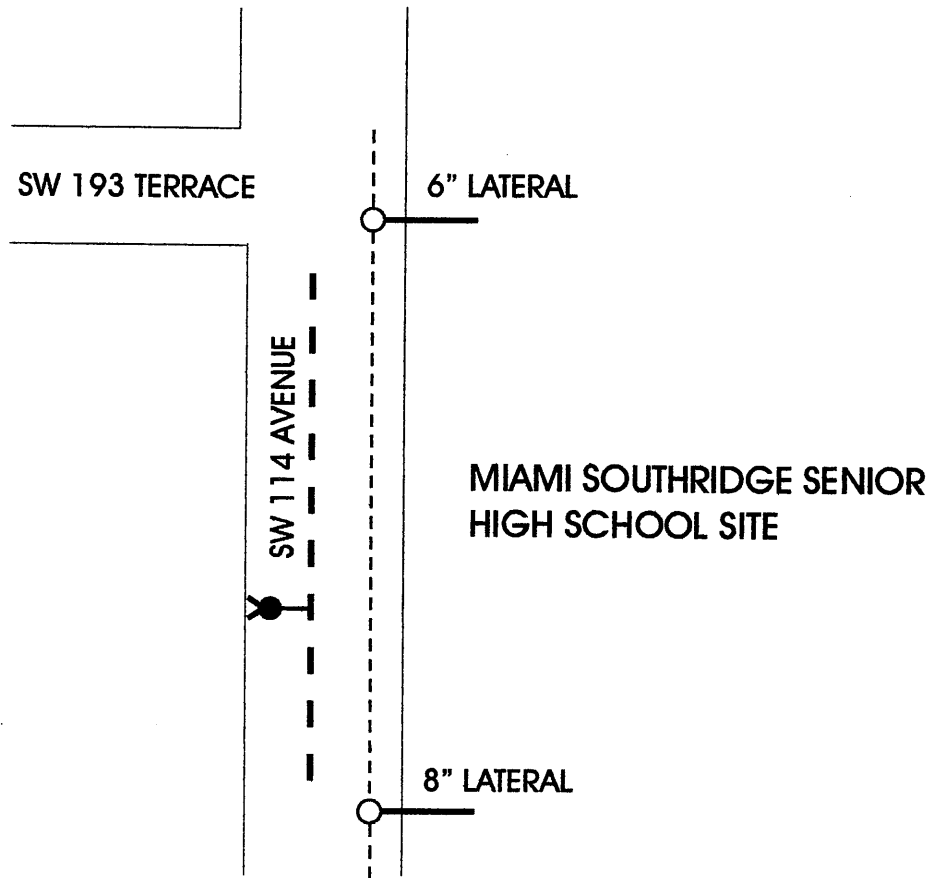 SW 193 TERRACE
6” LATERAL
SW 114 AVENUE
MIAMI SOUTHRIDGE SENIOR
HIGH SCHOOL SITE
8” LATERAL